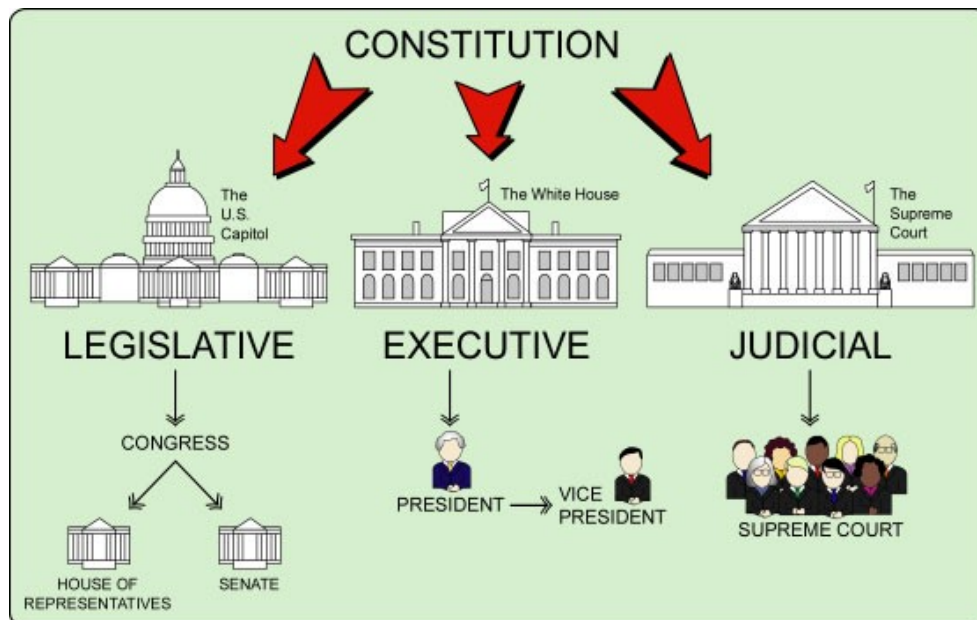 CONSTITUTION
The
U.S.
Capitol
The White House
The
Supreme
Court
LEGISLATIVE
EXECUTIVE
JUDICIAL
CONGRESS
HOUSE OF
REPRESENTATIVES
SENATE
PRESIDENT
VICE
PRESIDENT
SUPREME COURT